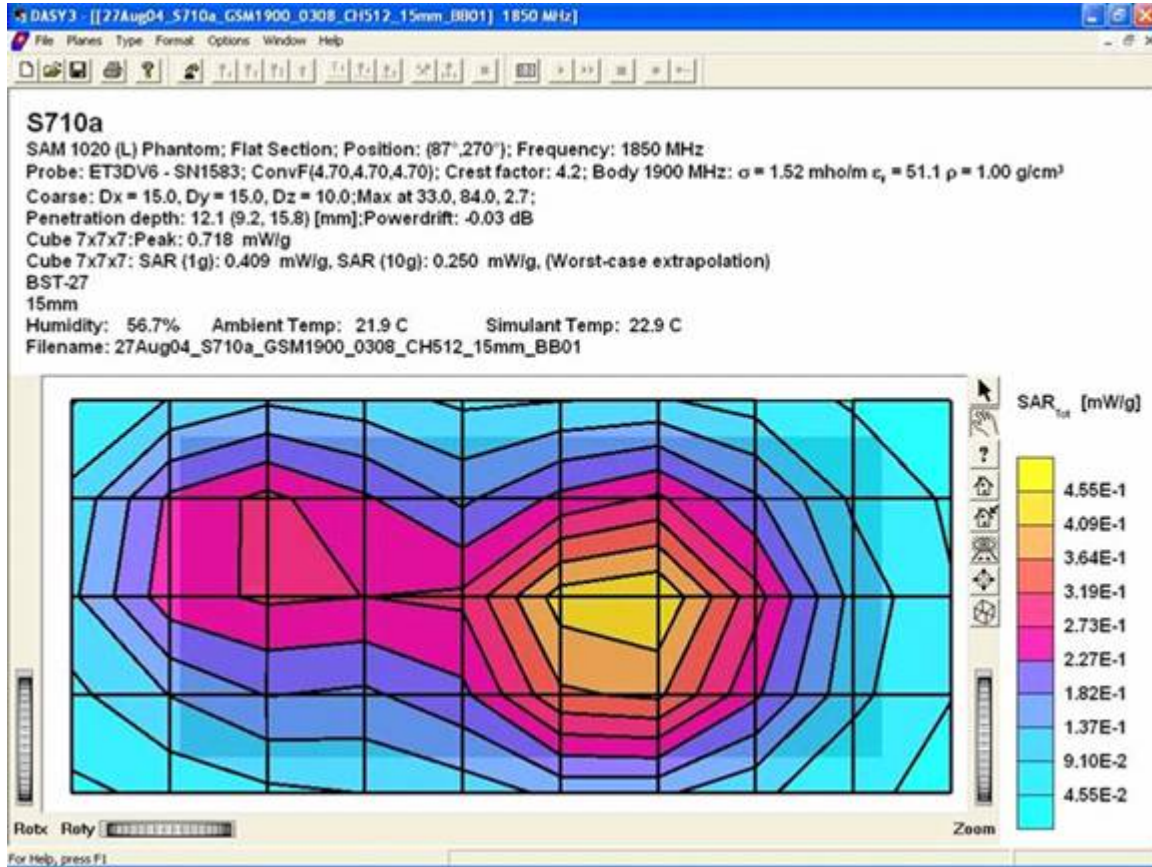 DASY3 - [[27Aug04_S710a_GSM1900_0308_CH512_15mm_BB01] 1850 MHz]
File Planes Type Format Options Window Help
S710a
SAM 1020 (L) Phantom; Flat Section; Position: (87°,270°); Frequency: 1850 MHz
Probe: ET3DV6 - SN1583; ConvF(4.70,4.70,4.70); Crest factor: 4.2; Body 1900 MHz: σ = 1.52 mho/m εr = 51.1 ρ = 1.00 g/cm³
Coarse: Dx = 15.0, Dy = 15.0, Dz = 10.0;Max at 33.0, 84.0, 2.7;
Penetration depth: 12.1 (9.2, 15.8) [mm];Powerdrift: -0.03 dB
Cube 7x7x7:Peak: 0.718 mW/g
Cube 7x7x7: SAR (1g): 0.409 mW/g, SAR (10g): 0.250 mW/g, (Worst-case extrapolation)
BST-27
15mm
Humidity: 56.7% Ambient Temp: 21.9 C Simulant Temp: 22.9 C
Filename: 27Aug04_S710a_GSM1900_0308_CH512_15mm_BB01
SAR Tot [mW/g]
4.55E-1
4.09E-1
3.64E-1
3.19E-1
2.73E-1
2.27E-1
1.82E-1
1.37E-1
9.10E-2
4.55E-2
Rotx Roty
Zoom
For Help, press F1